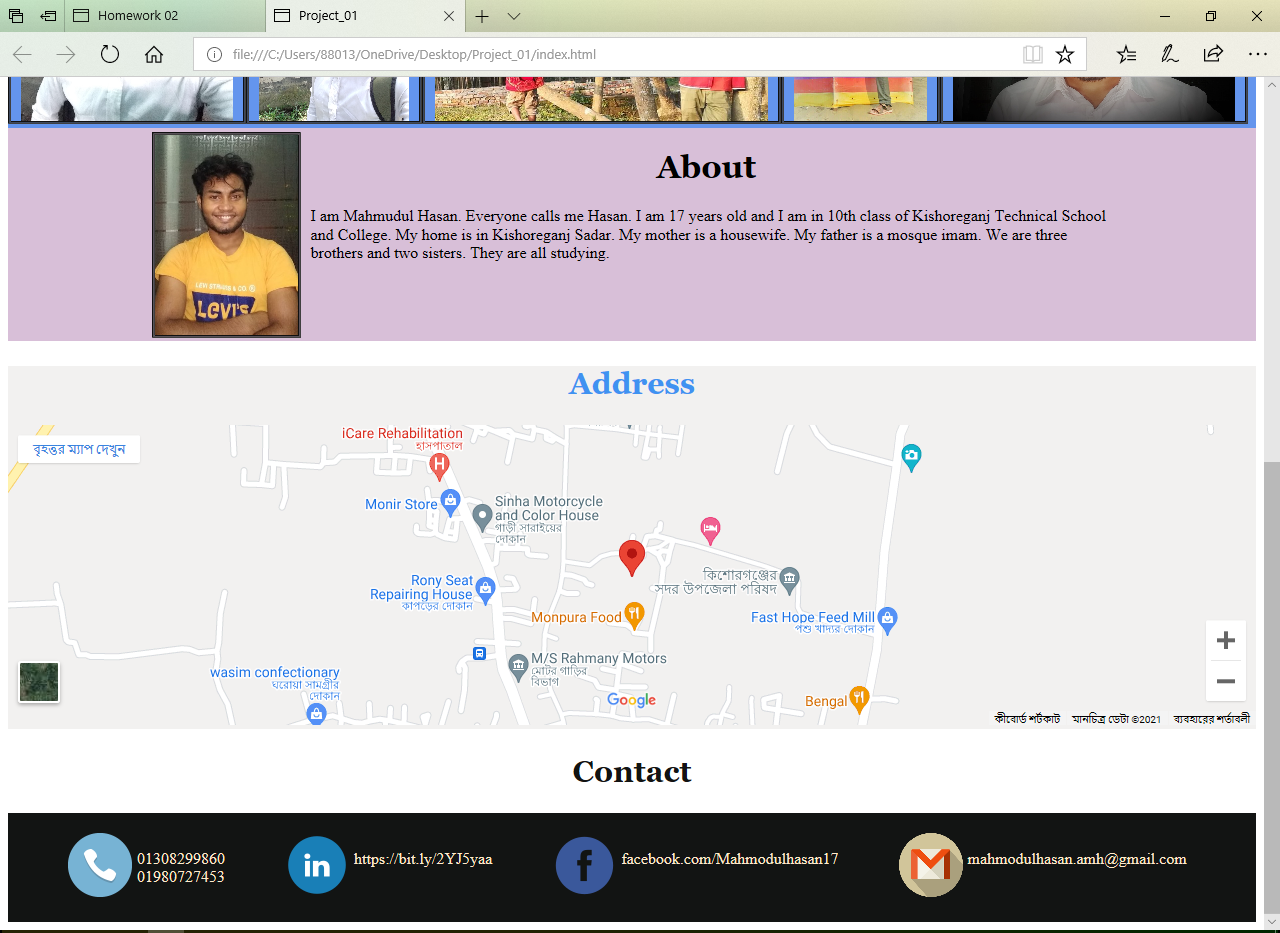 Homework 02
Project_01
file:///C:/Users/88013/OneDrive/Desktop/Project_01/index.html
About
I am Mahmudul Hasan. Everyone calls me Hasan. I am 17 years old and I am in 10th class of Kishoreganj Technical School
and College. My home is in Kishoreganj Sadar. My mother is a housewife. My father is a mosque imam. We are three
brothers and two sisters. They are all studying.
LEVI STRAUSS & CO ®
LEVI'S
Address
বৃহত্তর ম্যাপ দেখুন
iCare Rehabilitation
হাসপাতাল
H
Monir Store
Sinha Motorcycle
and Color House
গাড়ী সারাইয়ের
দোকান
কিশোরগঞ্জের
সদর উপজেলা পরিষদ
Rony Seat
Repairing House
কাপড়ের দোকান
Monpura Food
Fast Hope Feed Mill
পশু খাদ্যর দোকান
M/S Rahmany Motors
মোটর গাড়ির
বিভাগ
wasim confectionary
ঘরোয়া সামগ্রীর
দোকান
Google
Bengal
কীবোর্ড শর্টকাট মানচিত্র ডেটা ©2021 ব্যবহারের শর্তাবলী
Contact
01308299860
01980727453
in
https://bit.ly/2YJ5yaa
f
facebook.com/Mahmodulhasan17
M
mahmodulhasan.amh@gmail.com